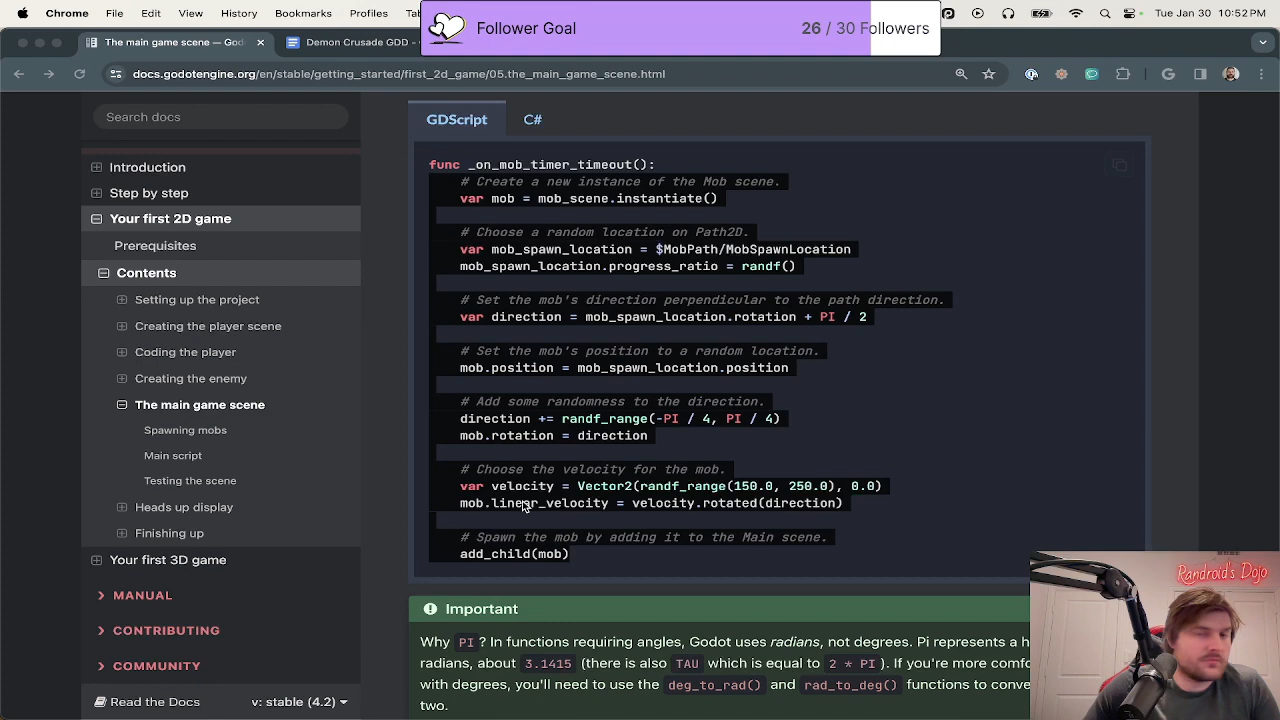 Chrome File Edit View History Bookmarks Profiles
Tue Jan 30 10:52 PM
Follower Goal
26 / 30 Followers
The main game scene — Go
Demon Crusade GDD -
docs.godotengine.org/en/stable/getting_started/first_2d_game/05.the_main_game_scene.html
Search docs
Introduction
Step by step
Your first 2D game
Prerequisites
Contents
Setting up the project
Creating the player scene
Coding the player
Creating the enemy
The main game scene
Spawning mobs
Main script
Testing the scene
Heads up display
Finishing up
Your first 3D game
MANUAL
CONTRIBUTING
COMMUNITY
Read the Docs
v: stable (4.2)
GDScript
C#
func _on_mob_timer_timeout():
# Create a new instance of the Mob scene.
var mob = mob_scene.instantiate()
# Choose a random location on Path2D.
var mob_spawn_location = $MobPath/MobSpawnLocation
mob_spawn_location.progress_ratio = randf()
# Set the mob's direction perpendicular to the path direction.
var direction = mob_spawn_location.rotation + PI / 2
# Set the mob's position to a random location.
mob.position = mob_spawn_location.position
# Add some randomness to the direction.
direction += randf_range(-PI / 4, PI / 4)
mob.rotation = direction
# Choose the velocity for the mob.
var velocity = Vector2(randf_range(150.0, 250.0), 0.0)
mob.linear_velocity = velocity.rotated(direction)
# Spawn the mob by adding it to the Main scene.
add_child(mob)
Important
Why PI ? In functions requiring angles, Godot uses radians, not degrees. Pi represents a h
radians, about 3.1415 (there is also TAU which is equal to 2 * PI ). If you're more comfo
with degrees, you'll need to use the deg_to_rad() and rad_to_deg() functions to conve
two.
Randroid's Dojo